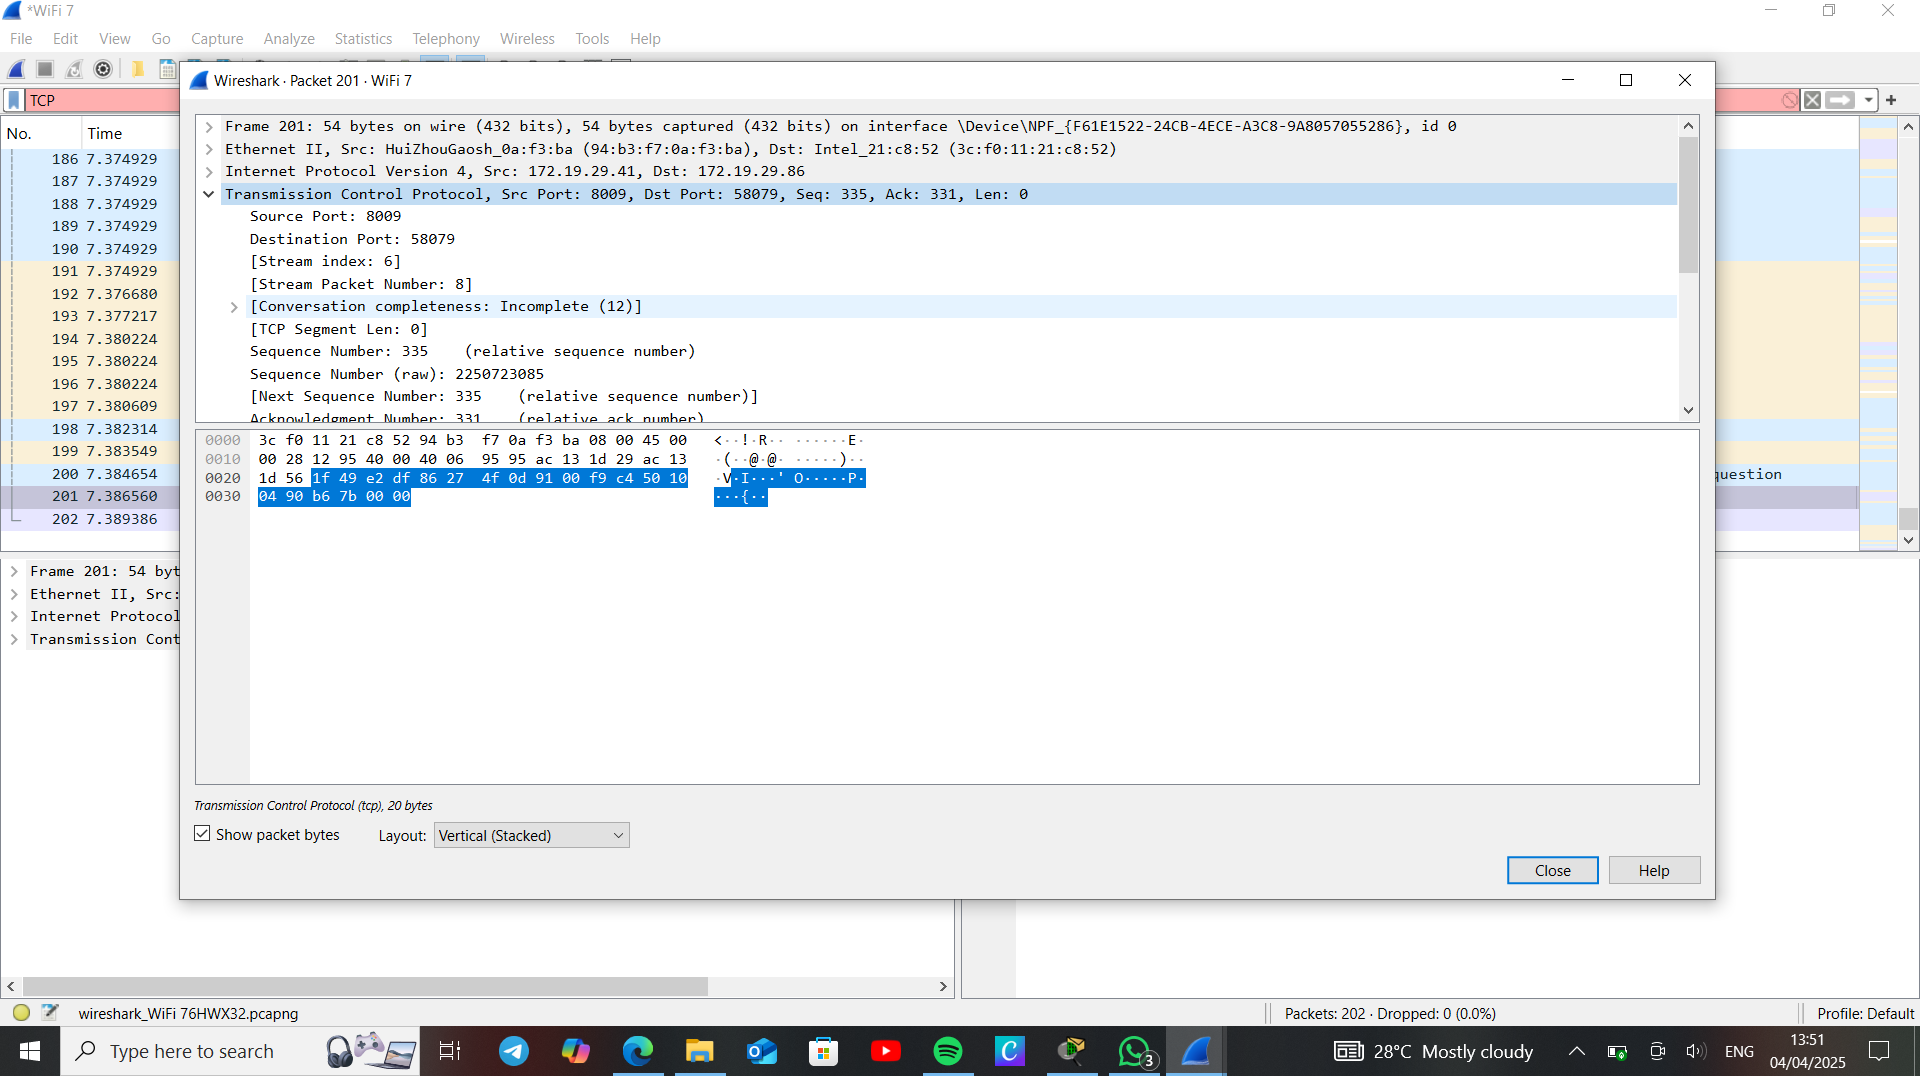 *WiFi 7
File Edit View Go Capture Analyze Statistics Telephony Wireless Tools Help
TCP
Wireshark · Packet 201 · WiFi 7
No. Time
186 7.374929
187 7.374929
188 7.374929
189 7.374929
190 7.374929
191 7.374929
192 7.376680
193 7.377217
194 7.380224
195 7.380224
196 7.380224
197 7.380609
198 7.382314
199 7.383549
200 7.384654
question
201 7.386560
202 7.389386
Frame 201: 54 bytes on wire (432 bits), 54 bytes captured (432 bits) on interface \Device\NPF_{F61E1522-24CB-4ECE-A3C8-9A8057055286}, id 0
Ethernet II, Src: HuiZhouGaosh_0a:f3:ba (94:b3:f7:0a:f3:ba), Dst: Intel_21:c8:52 (3c:f0:11:21:c8:52)
Internet Protocol Version 4, Src: 172.19.29.41, Dst: 172.19.29.86
Transmission Control Protocol, Src Port: 8009, Dst Port: 58079, Seq: 335, Ack: 331, Len: 0
Source Port: 8009
Destination Port: 58079
[Stream index: 6]
[Stream Packet Number: 8]
[Conversation completeness: Incomplete (12)]
[TCP Segment Len: 0]
Sequence Number: 335 (relative sequence number)
Sequence Number (raw): 2250723085
[Next Sequence Number: 335 (relative sequence number)]
Acknowledgment Number: 331 (relative ack number)
0000 3c f0 11 21 c8 52 94 b3 f7 0a f3 ba 08 00 45 00 <··!·R·· ······E·
0010 00 28 12 95 40 00 40 06 95 95 ac 13 1d 29 ac 13 ·(··@·@· ·····)··
0020 1d 56 1f 49 e2 df 86 27 4f 0d 91 00 f9 c4 50 10 ·V·I···' O·····P·
0030 04 90 b6 7b 00 00 ···{··
Frame 201: 54 byt
Ethernet II, Src:
Internet Protocol
Transmission Cont
Transmission Control Protocol (tcp), 20 bytes
Show packet bytes Layout: Vertical (Stacked)
Close Help
wireshark_WiFi 76HWX32.pcapng
Packets: 202 · Dropped: 0 (0.0%)
Profile: Default
Type here to search
3
28°C Mostly cloudy
ENG
13:51
04/04/2025